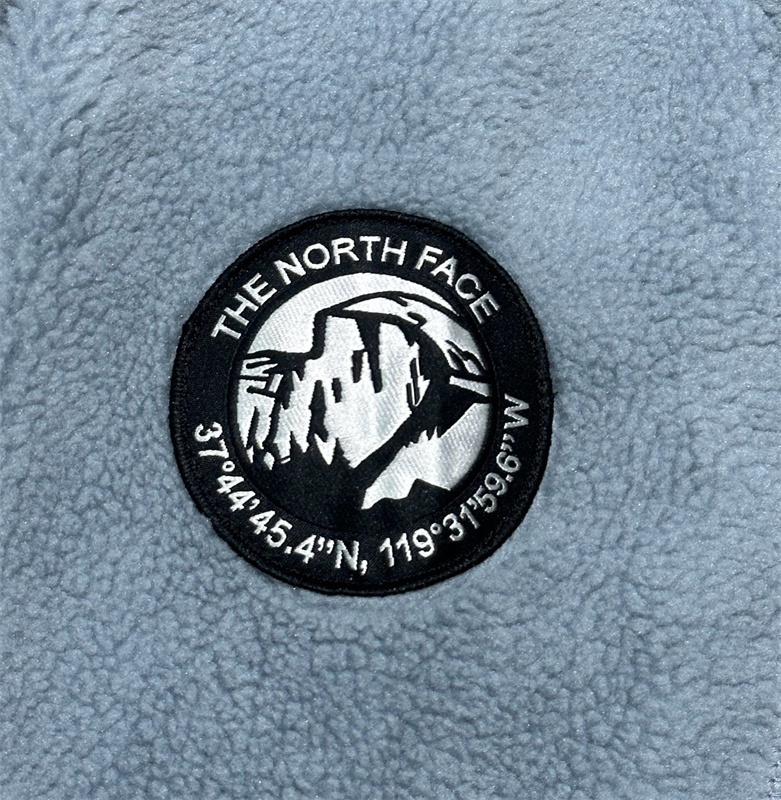 THE NORTH FACE
37°44'45.4”N, 119°31'59.6”W